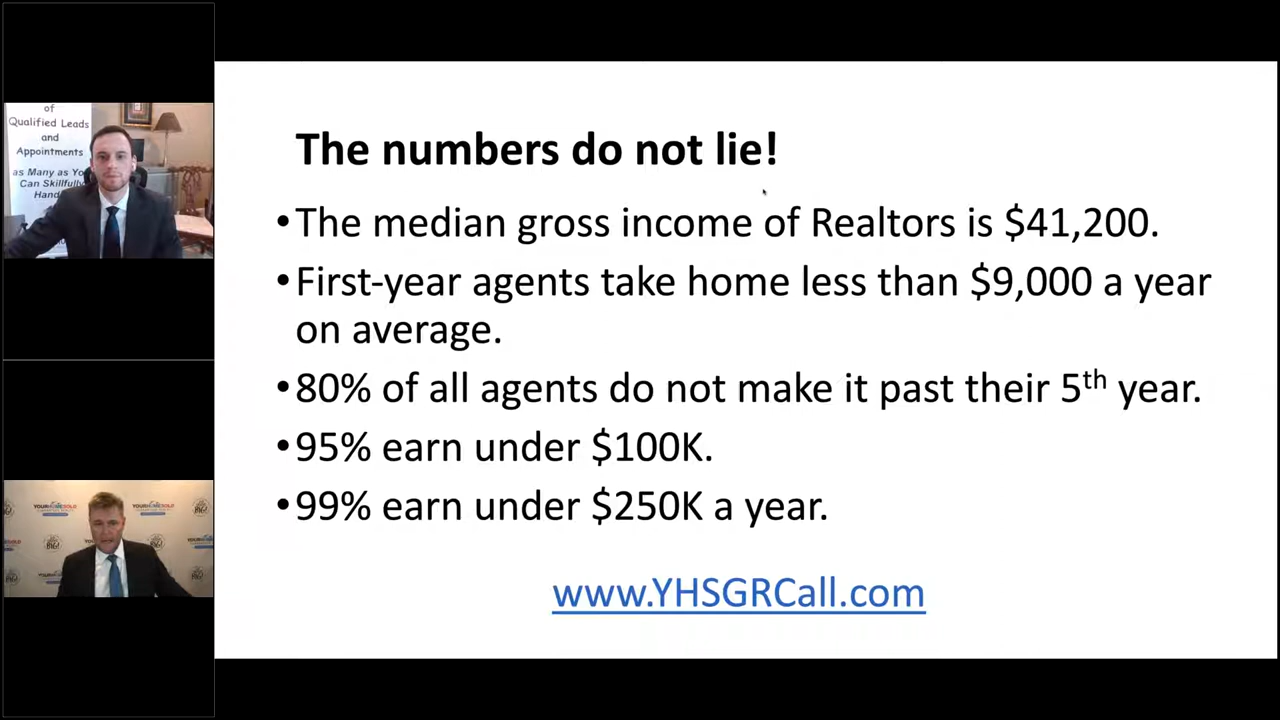 of
Qualified Leads
and
Appointments
as Many as
Can Skillfully
The numbers do not lie!
•The median gross income of Realtors is $41,200.
•First-year agents take home less than $9,000 a year
on average.
•80% of all agents do not make it past their 5th year.
•95% earn under $100K.
•99% earn under $250K a year.
www.YHSGRCall.com
YOURHOMESOLD